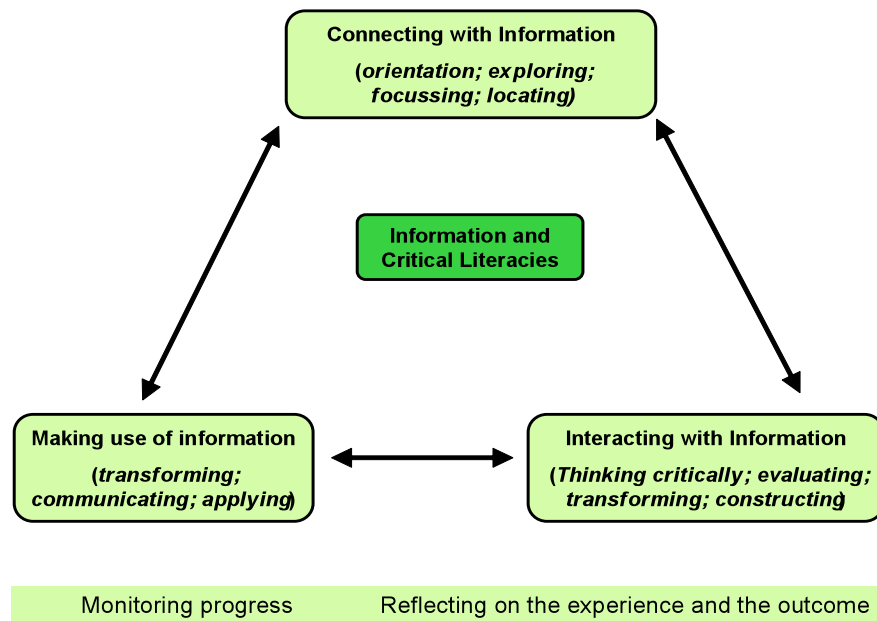 Connecting with Information
(orientation; exploring;
focussing; locating)
Information and
Critical Literacies
Making use of information
(transforming;
communicating; applying)
Interacting with Information
(Thinking critically; evaluating;
transforming; constructing)
Monitoring progress
Reflecting on the experience and the outcome